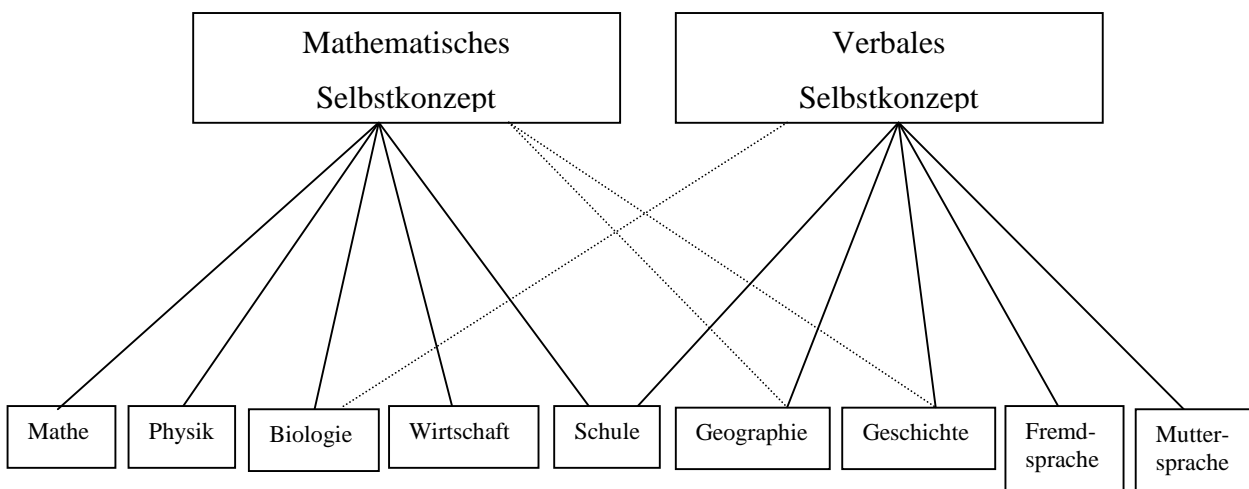 Mathematisches
Selbstkonzept
Verbales
Selbstkonzept
Mathe
Physik
Biologie
Wirtschaft
Schule
Geographie
Geschichte
Fremd-
sprache
Mutter-
sprache